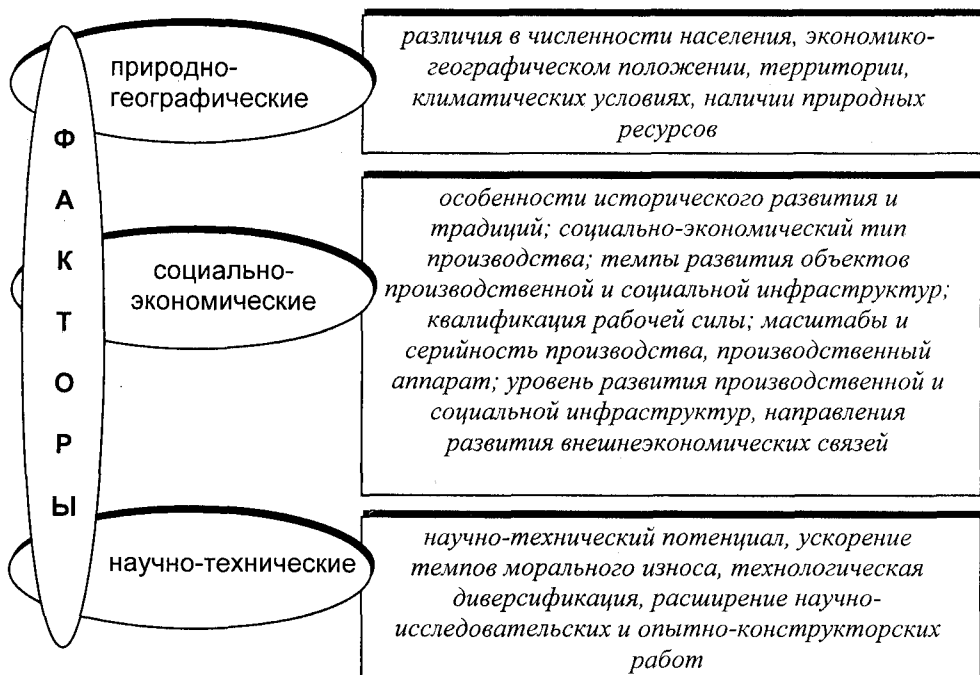 ФАКТОРЫ
природно-
географические
различия в численности населения, экономико-
географическом положении, территории,
климатических условиях, наличии природных
ресурсов
социально-
экономические
особенности исторического развития и
традиций; социально-экономический тип
производства; темпы развития объектов
производственной и социальной инфраструктур;
квалификация рабочей силы; масштабы и
серийность производства, производственный
аппарат; уровень развития производственной и
социальной инфраструктур, направления
развития внешнеэкономических связей
научно-технические
научно-технический потенциал, ускорение
темпов морального износа, технологическая
диверсификация, расширение научно-
исследовательских и опытно-конструкторских
работ